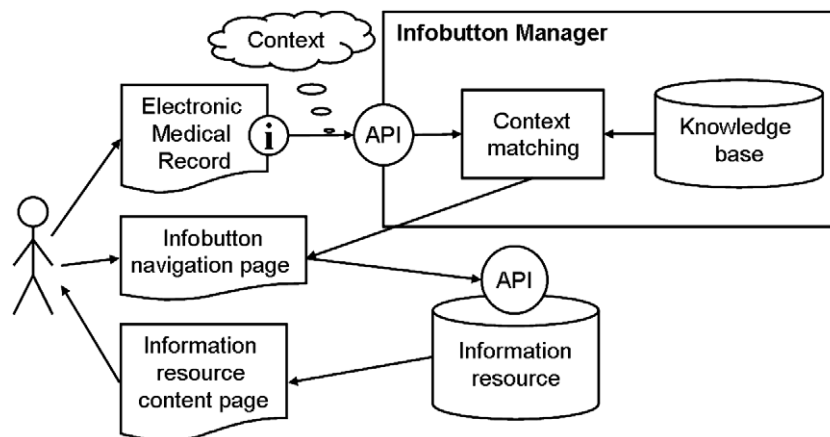 Context
Infobutton Manager
Electronic
Medical
Record
i
API
Context
matching
Knowledge
base
Infobutton
navigation page
API
Information
resource
content page
Information
resource